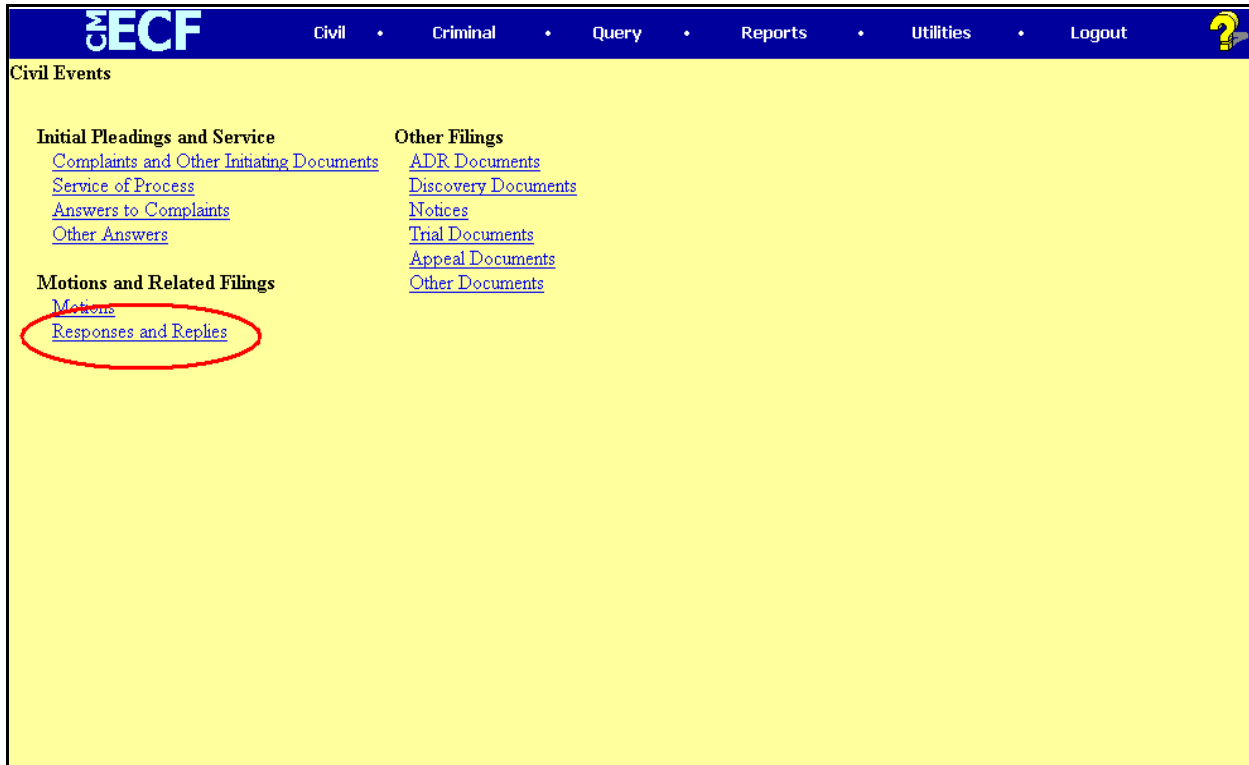 CM ECF Civil • Criminal • Query • Reports • Utilities • Logout ?
Civil Events
Initial Pleadings and Service
Complaints and Other Initiating Documents
Service of Process
Answers to Complaints
Other Answers
Motions and Related Filings
Motions
Responses and Replies
Other Filings
ADR Documents
Discovery Documents
Notices
Trial Documents
Appeal Documents
Other Documents